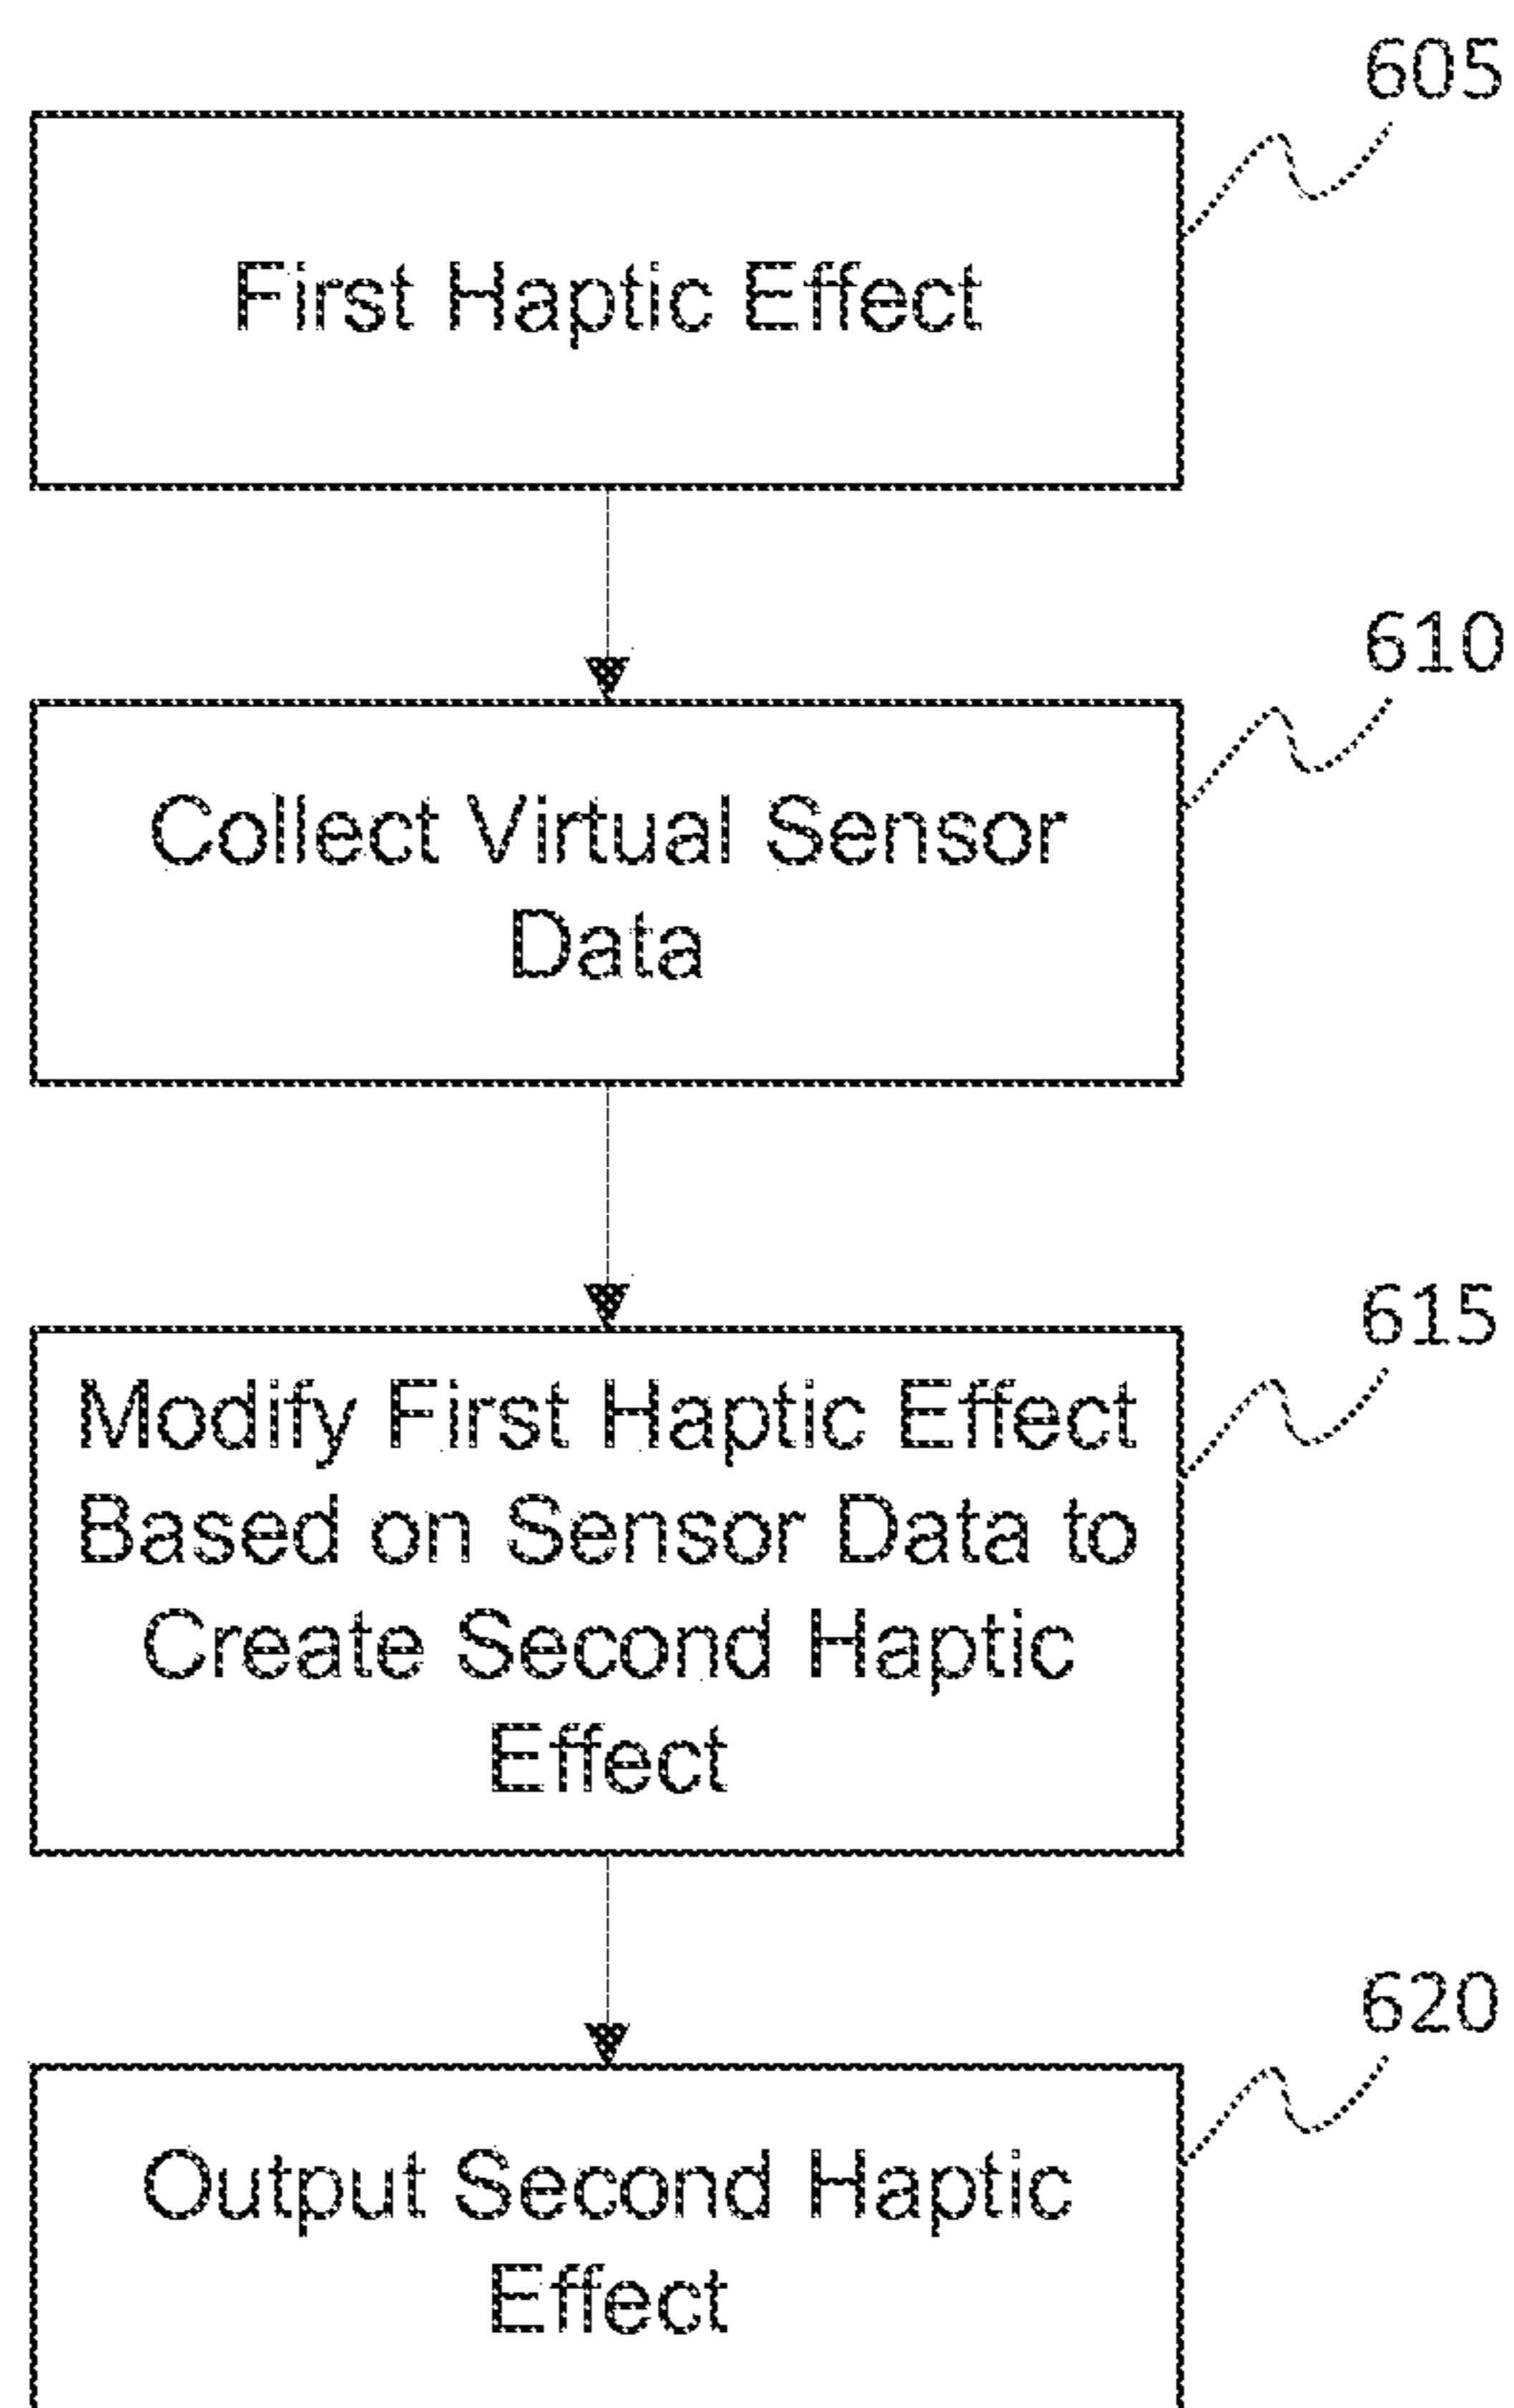 605
First Haptic Effect
610
Collect Virtual Sensor
Data
615
Modify First Haptic Effect
Based on Sensor Data to
Create Second Haptic
Effect
620
Output Second Haptic
Effect